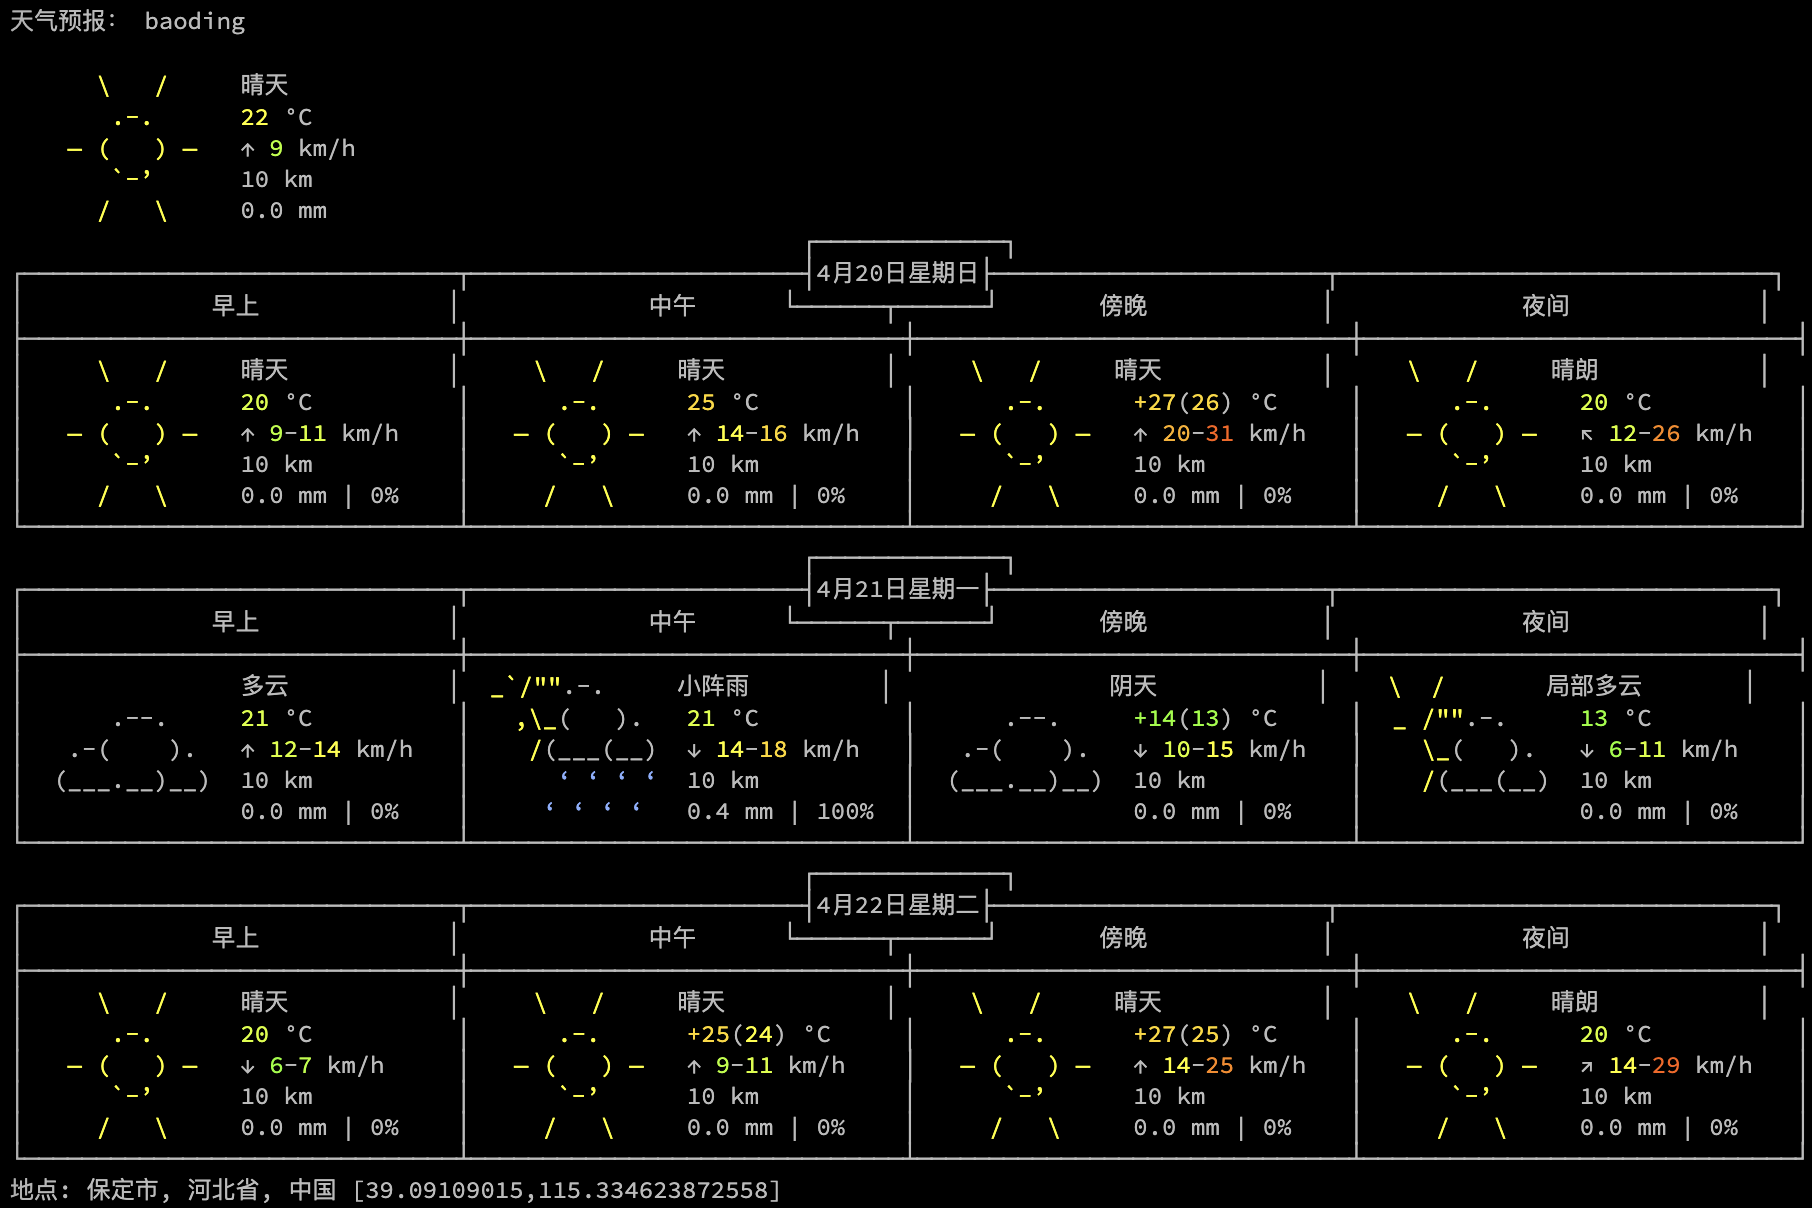 天气预报： baoding
晴天
22 °C
↑ 9 km/h
10 km
0.0 mm
4月20日星期日
早上 中午 傍晚 夜间
晴天 晴天 晴天 晴朗
20 °C 25 °C +27(26) °C 20 °C
↑ 9-11 km/h ↑ 14-16 km/h ↑ 20-31 km/h ↖ 12-26 km/h
10 km 10 km 10 km 10 km
0.0 mm | 0% 0.0 mm | 0% 0.0 mm | 0% 0.0 mm | 0%
4月21日星期一
早上 中午 傍晚 夜间
多云 小阵雨 阴天 局部多云
21 °C 21 °C +14(13) °C 13 °C
↑ 12-14 km/h ↓ 14-18 km/h ↓ 10-15 km/h ↓ 6-11 km/h
10 km 10 km 10 km 10 km
0.0 mm | 0% 0.4 mm | 100% 0.0 mm | 0% 0.0 mm | 0%
4月22日星期二
早上 中午 傍晚 夜间
晴天 晴天 晴天 晴朗
20 °C +25(24) °C +27(25) °C 20 °C
↓ 6-7 km/h ↑ 9-11 km/h ↑ 14-25 km/h ↗ 14-29 km/h
10 km 10 km 10 km 10 km
0.0 mm | 0% 0.0 mm | 0% 0.0 mm | 0% 0.0 mm | 0%
地点: 保定市, 河北省, 中国 [39.09109015,115.334623872558]